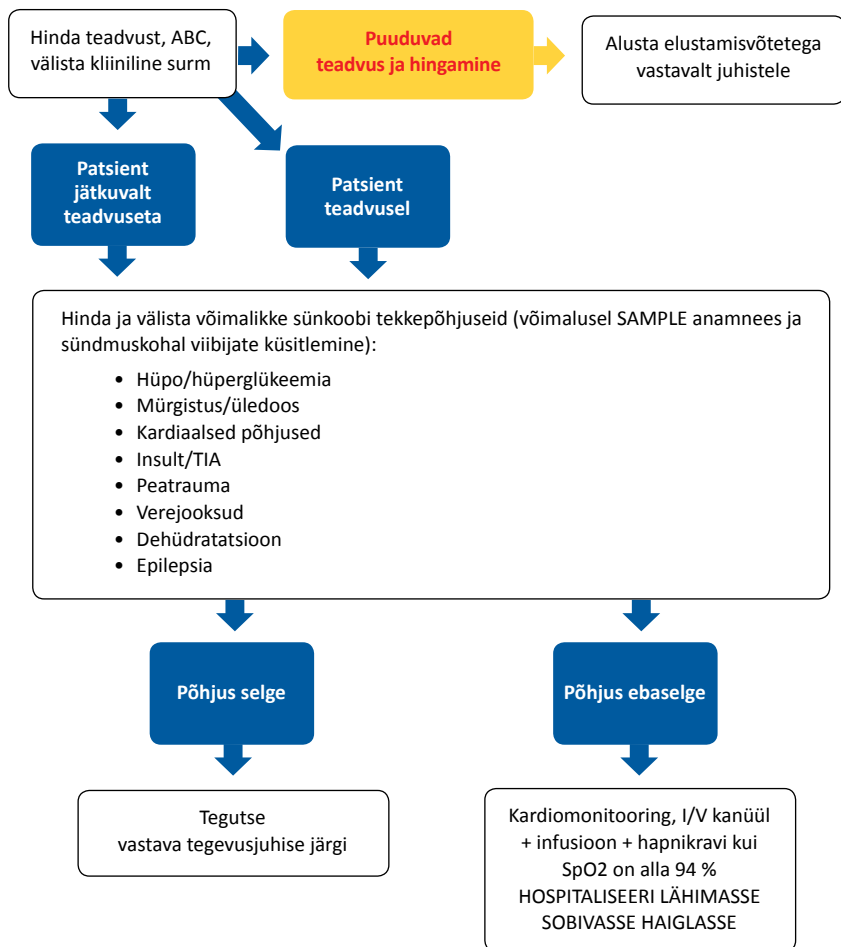 Hinda teadvust, ABC,
välista kliiniline surm
Puuduvad
teadvus ja hingamine
Alusta elustamisvõtetega
vastavalt juhistele
Patsient
jätkuvalt
teadvuseta
Patsient
teadvusel
Hinda ja välista võimalikke sünkoobi tekkepõhjuseid (võimalusel SAMPLE anamnees ja
sündmuskohal viibijate küsitlemine):
• Hüpo/hüperglükeemia
• Mürgistus/üledoos
• Kardiaalsed põhjused
• Insult/TIA
• Peatrauma
• Verejooksud
• Dehüdratatsioon
• Epilepsia
Põhjus selge
Põhjus ebaselge
Tegutse
vastava tegevusjuhise järgi
Kardiomonitooring, I/V kanüül
+ infusioon + hapnikravi kui
SpO2 on alla 94 %
HOSPITALISEERI LÄHIMASSE
SOBIVASSE HAIGLASSE